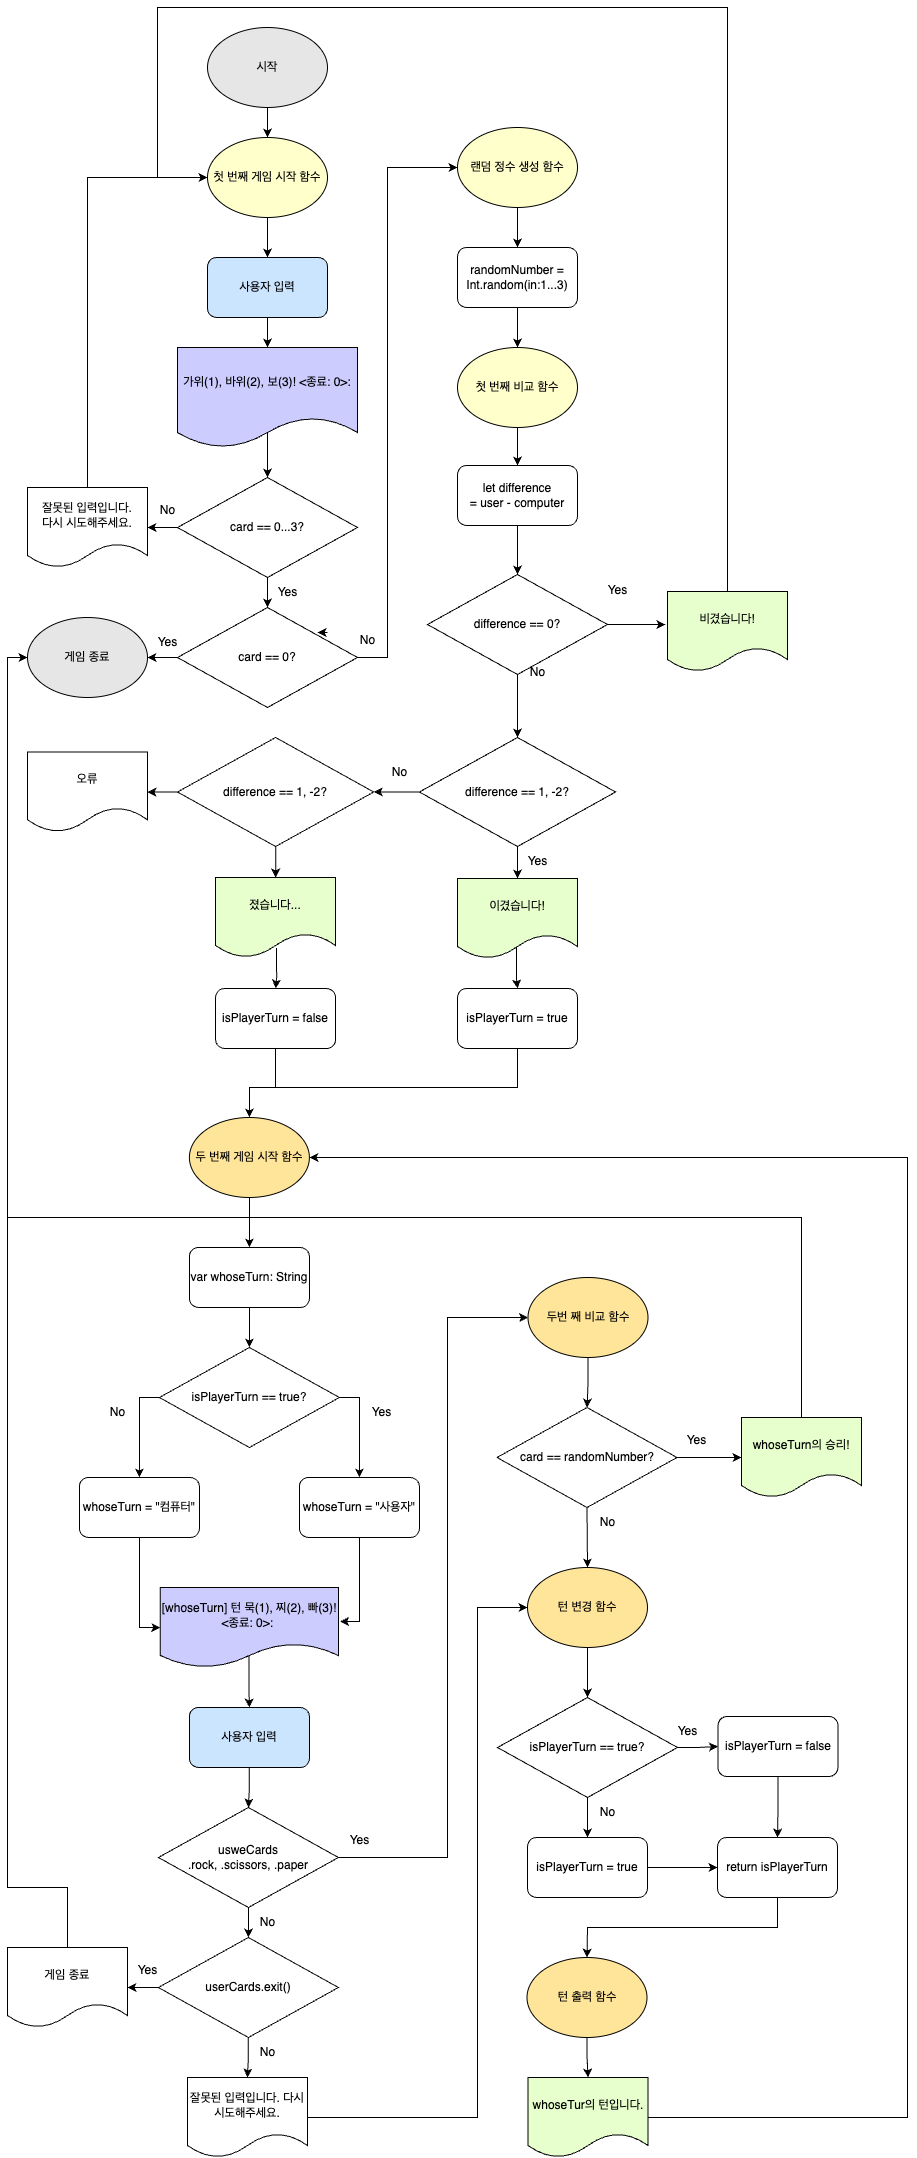 시작
첫 번째 게임 시작 함수
사용자 입력
가위(1), 바위(2), 보(3)! <종료: 0>:
card == 0...3?
No
잘못된 입력입니다.
다시 시도해주세요.
Yes
card == 0?
Yes
게임 종료
No
랜덤 정수 생성 함수
randomNumber =
Int.random(in:1...3)
첫 번째 비교 함수
let difference
= user - computer
difference == 0?
Yes
비겼습니다!
No
difference == 1, -2?
No
difference == 1, -2?
오류
Yes
졌습니다...
이겼습니다!
isPlayerTurn = false
isPlayerTurn = true
두 번째 게임 시작 함수
var whoseTurn: String
isPlayerTurn == true?
No
Yes
whoseTurn = "컴퓨터"
whoseTurn = "사용자"
[whoseTurn] 턴 묵(1), 찌(2), 빠(3)!
<종료: 0>:
사용자 입력
usweCards
.rock, .scissors, .paper
Yes
No
userCards.exit()
Yes
게임 종료
No
잘못된 입력입니다. 다시
시도해주세요.
두번 째 비교 함수
card == randomNumber?
Yes
whoseTurn의 승리!
No
턴 변경 함수
isPlayerTurn == true?
Yes
isPlayerTurn = false
No
isPlayerTurn = true
return isPlayerTurn
턴 출력 함수
whoseTur의 턴입니다.